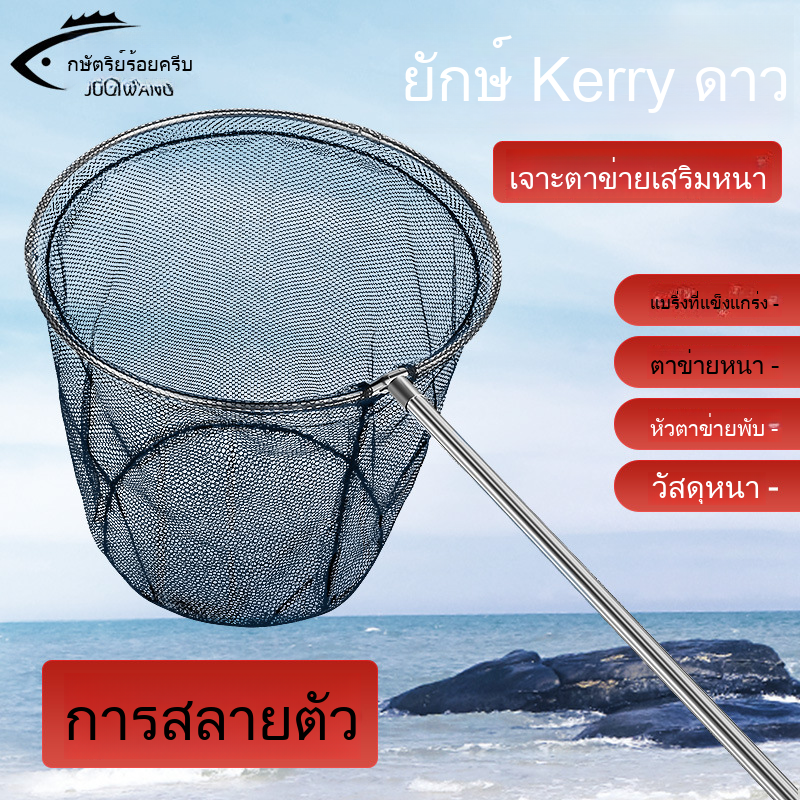 กษัตริย์ร้อยครีบ
JUQIWANG
ยักษ์ Kerry ดาว
เจาะตาข่ายเสริมหนา
แบริ่งที่แข็งแกร่ง -
ตาข่ายหนา -
หัวตาข่ายพับ -
วัสดุหนา -
การสลายตัว